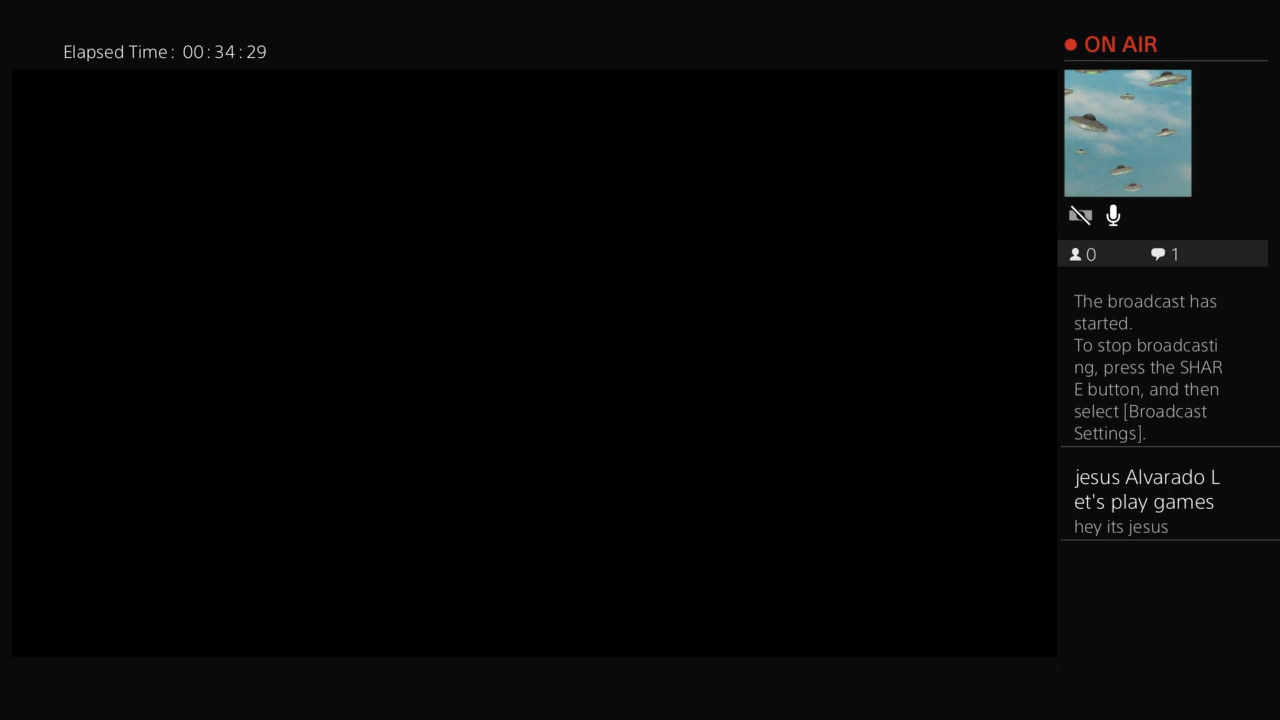 Elapsed Time: 00:34:29
ON AIR
0 1
The broadcast has
started.
To stop broadcasti
ng, press the SHAR
E button, and then
select [Broadcast
Settings].
jesus Alvarado L
et's play games
hey its jesus